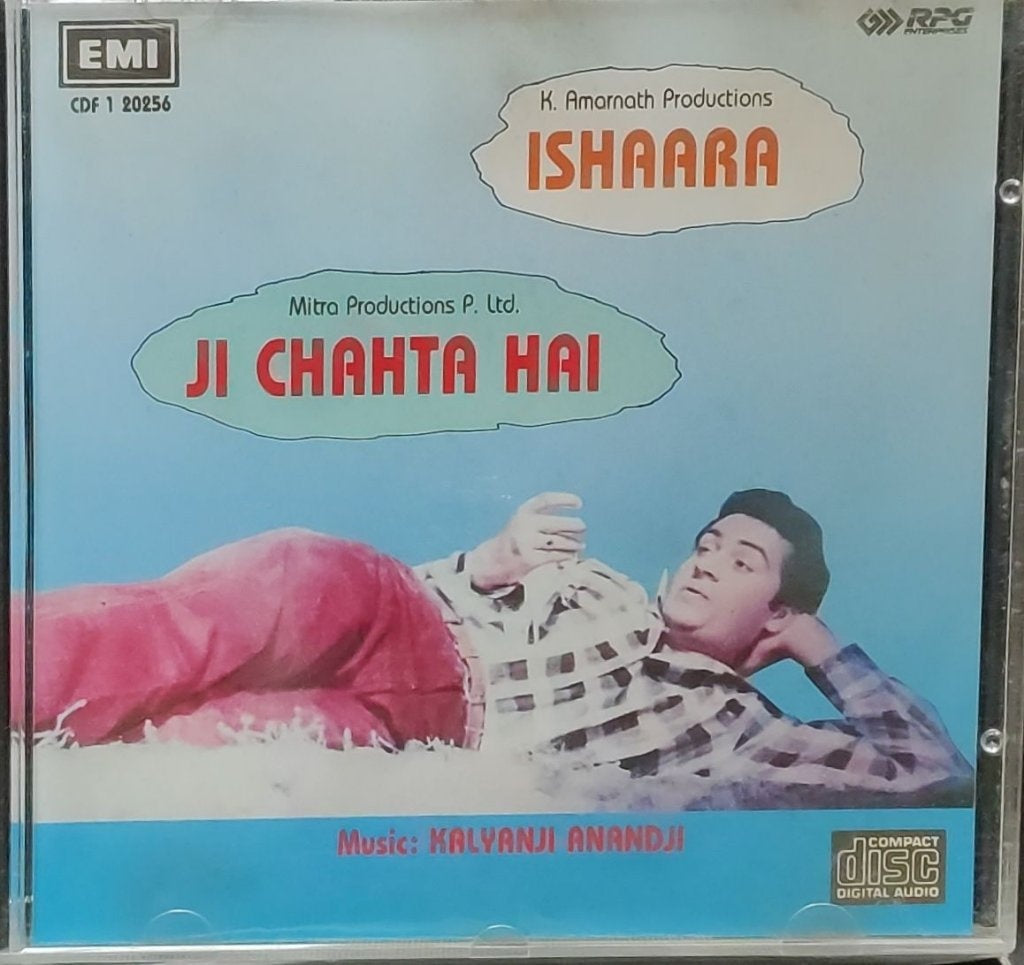 EMI
CDF 1 20256
RPG
ENTERPRISES
K. Amarnath Productions
ISHAARA
Mitra Productions P. Ltd.
JI CHAHTA HAI
Music: KALYANJI ANANDJI
COMPACT
disc
DIGITAL AUDIO